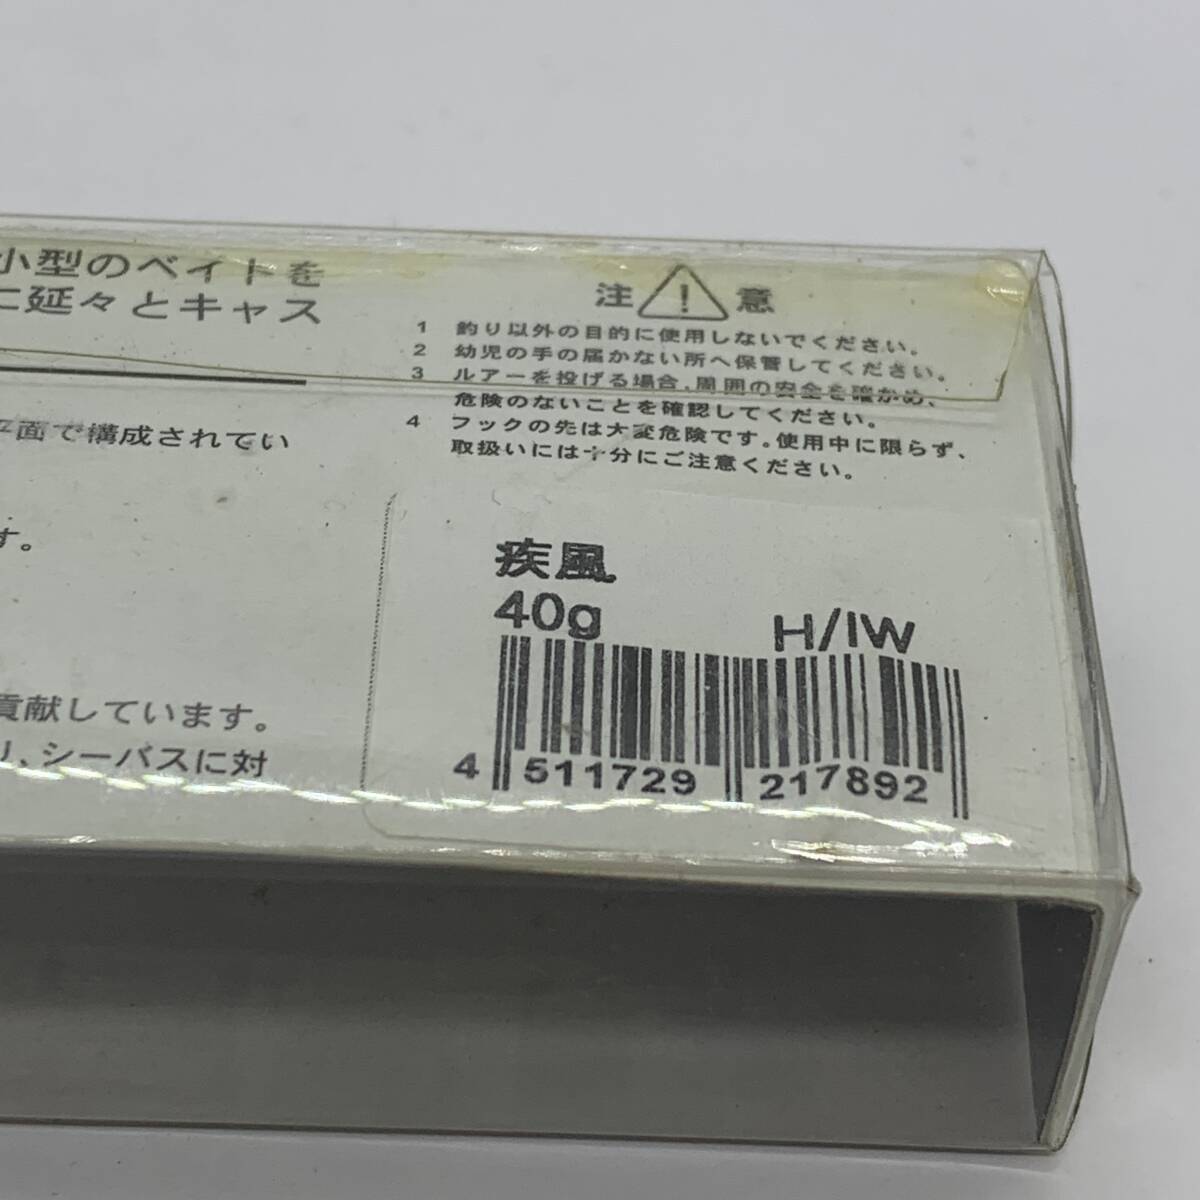 小型のベイトを
に延々とキャス
平面で構成されてい
す。
貢献しています。
り、シーバスに対
注 ! 意
1 釣り以外の目的に使用しないでください。
2 幼児の手の届かない所へ保管してください。
3 ルアーを投げる場合、周囲の安全を確かめ、
危険のないことを確認してください。
4 フックの先は大変危険です。使用中に限らず、
取扱いには十分にご注意ください。
疾風
40g H/IW
4 511729 217892